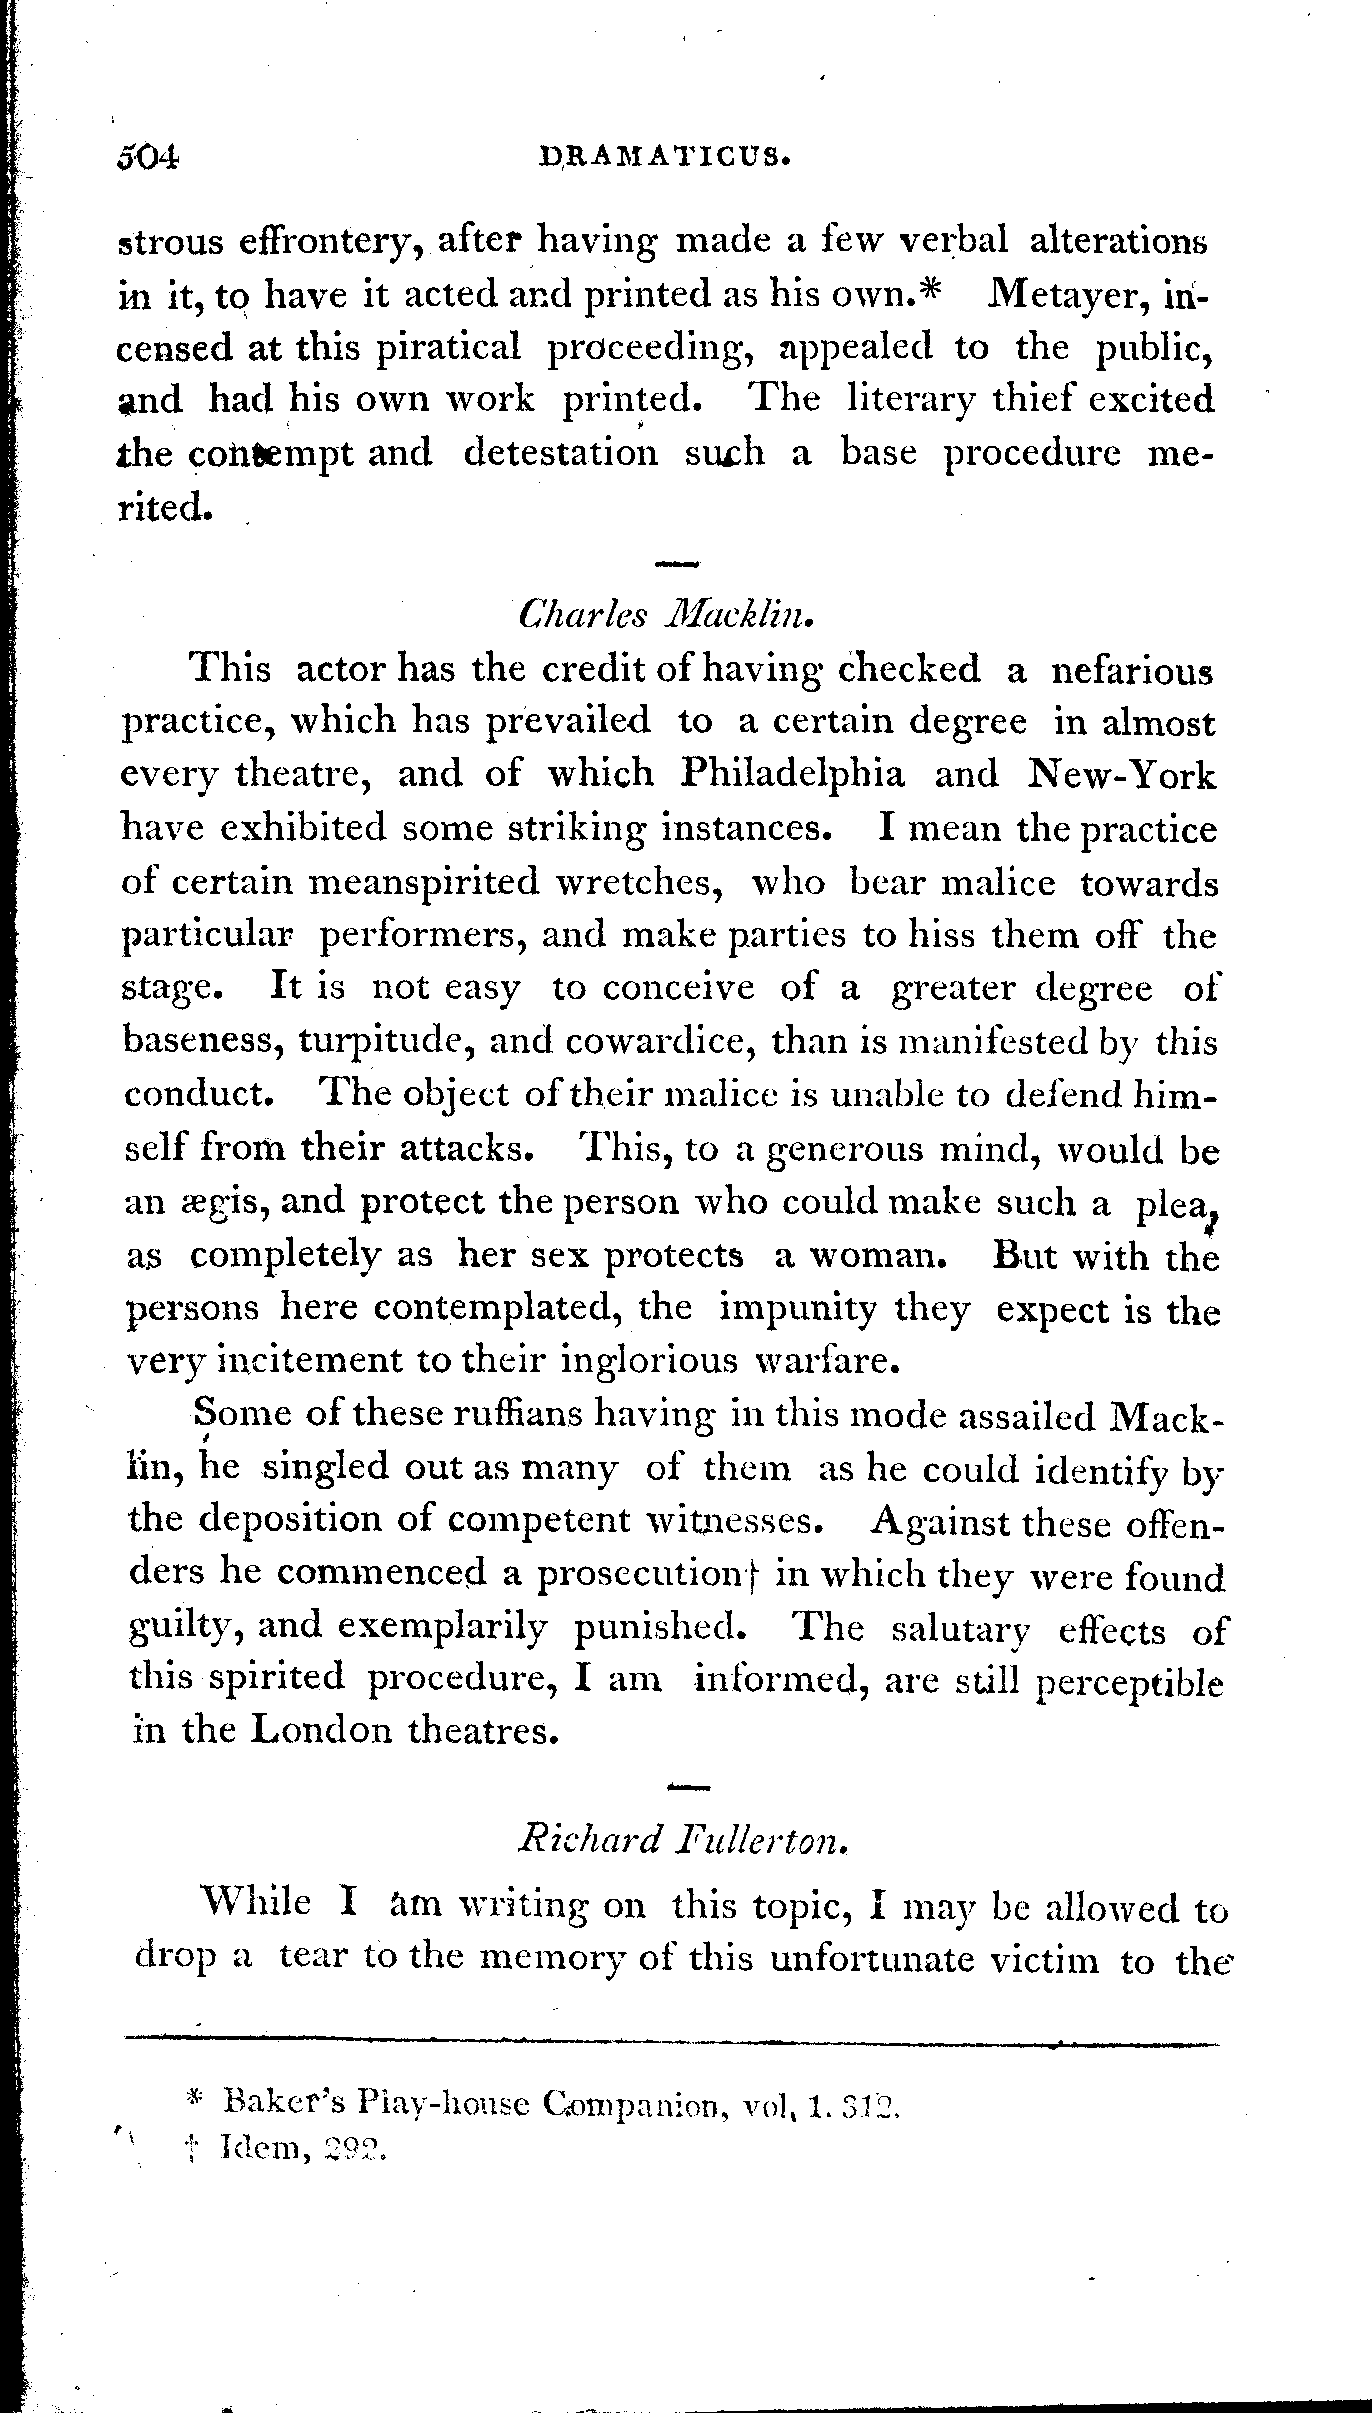 504 DRAMATICUS.
strous effrontery, after having made a few verbal alterations
in it, to have it acted and printed as his own.* Metayer, in-
censed at this piratical proceeding, appealed to the public,
and had his own work printed. The literary thief excited
the contempt and detestation such a base procedure me-
rited.
Charles Macklin.
This actor has the credit of having checked a nefarious
practice, which has prevailed to a certain degree in almost
every theatre, and of which Philadelphia and New-York
have exhibited some striking instances. I mean the practice
of certain meanspirited wretches, who bear malice towards
particular performers, and make parties to hiss them off the
stage. It is not easy to conceive of a greater degree of
baseness, turpitude, and cowardice, than is manifested by this
conduct. The object of their malice is unable to defend him-
self from their attacks. This, to a generous mind, would be
an ægis, and protect the person who could make such a plea,
as completely as her sex protects a woman. But with the
persons here contemplated, the impunity they expect is the
very incitement to their inglorious warfare.
Some of these ruffians having in this mode assailed Mack-
lin, he singled out as many of them as he could identify by
the deposition of competent witnesses. Against these offen-
ders he commenced a prosecution† in which they were found
guilty, and exemplarily punished. The salutary effects of
this spirited procedure, I am informed, are still perceptible
in the London theatres.
Richard Fullerton.
While I am writing on this topic, I may be allowed to
drop a tear to the memory of this unfortunate victim to the
* Baker's Play-house Companion, vol, 1. 312.
† Idem, 292.